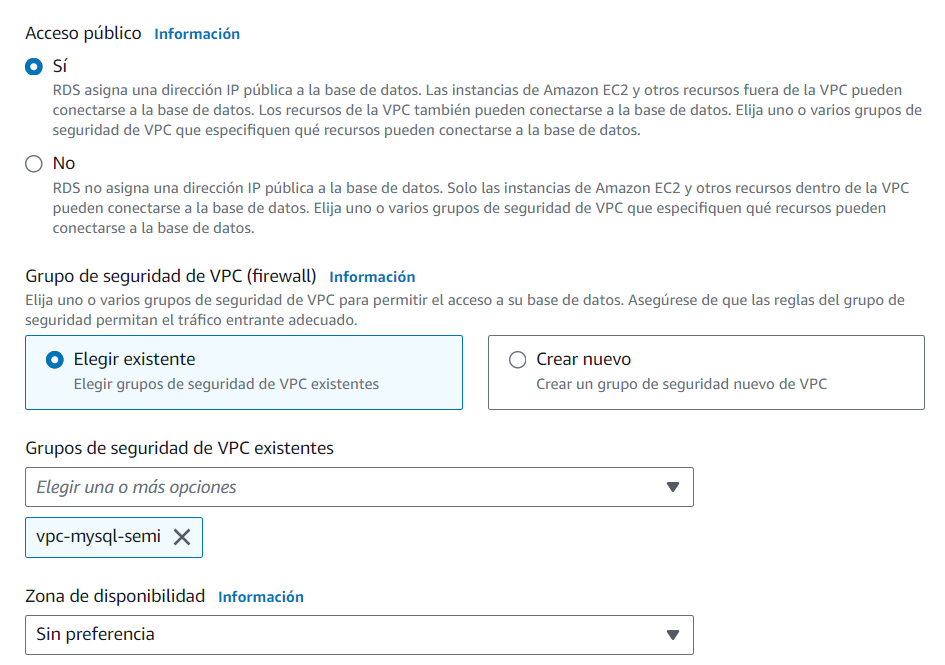 Acceso público Información
Sí
RDS asigna una dirección IP pública a la base de datos. Las instancias de Amazon EC2 y otros recursos fuera de la VPC pueden
conectarse a la base de datos. Los recursos de la VPC también pueden conectarse a la base de datos. Elija uno o varios grupos de
seguridad de VPC que especifiquen qué recursos pueden conectarse a la base de datos.
No
RDS no asigna una dirección IP pública a la base de datos. Solo las instancias de Amazon EC2 y otros recursos dentro de la VPC
pueden conectarse a la base de datos. Elija uno o varios grupos de seguridad de VPC que especifiquen qué recursos pueden
conectarse a la base de datos.
Grupo de seguridad de VPC (firewall) Información
Elija uno o varios grupos de seguridad de VPC para permitir el acceso a su base de datos. Asegúrese de que las reglas del grupo de
seguridad permitan el tráfico entrante adecuado.
Elegir existente
Elegir grupos de seguridad de VPC existentes
Crear nuevo
Crear un grupo de seguridad nuevo de VPC
Grupos de seguridad de VPC existentes
Elegir una o más opciones
vpc-mysql-semi
Zona de disponibilidad Información
Sin preferencia